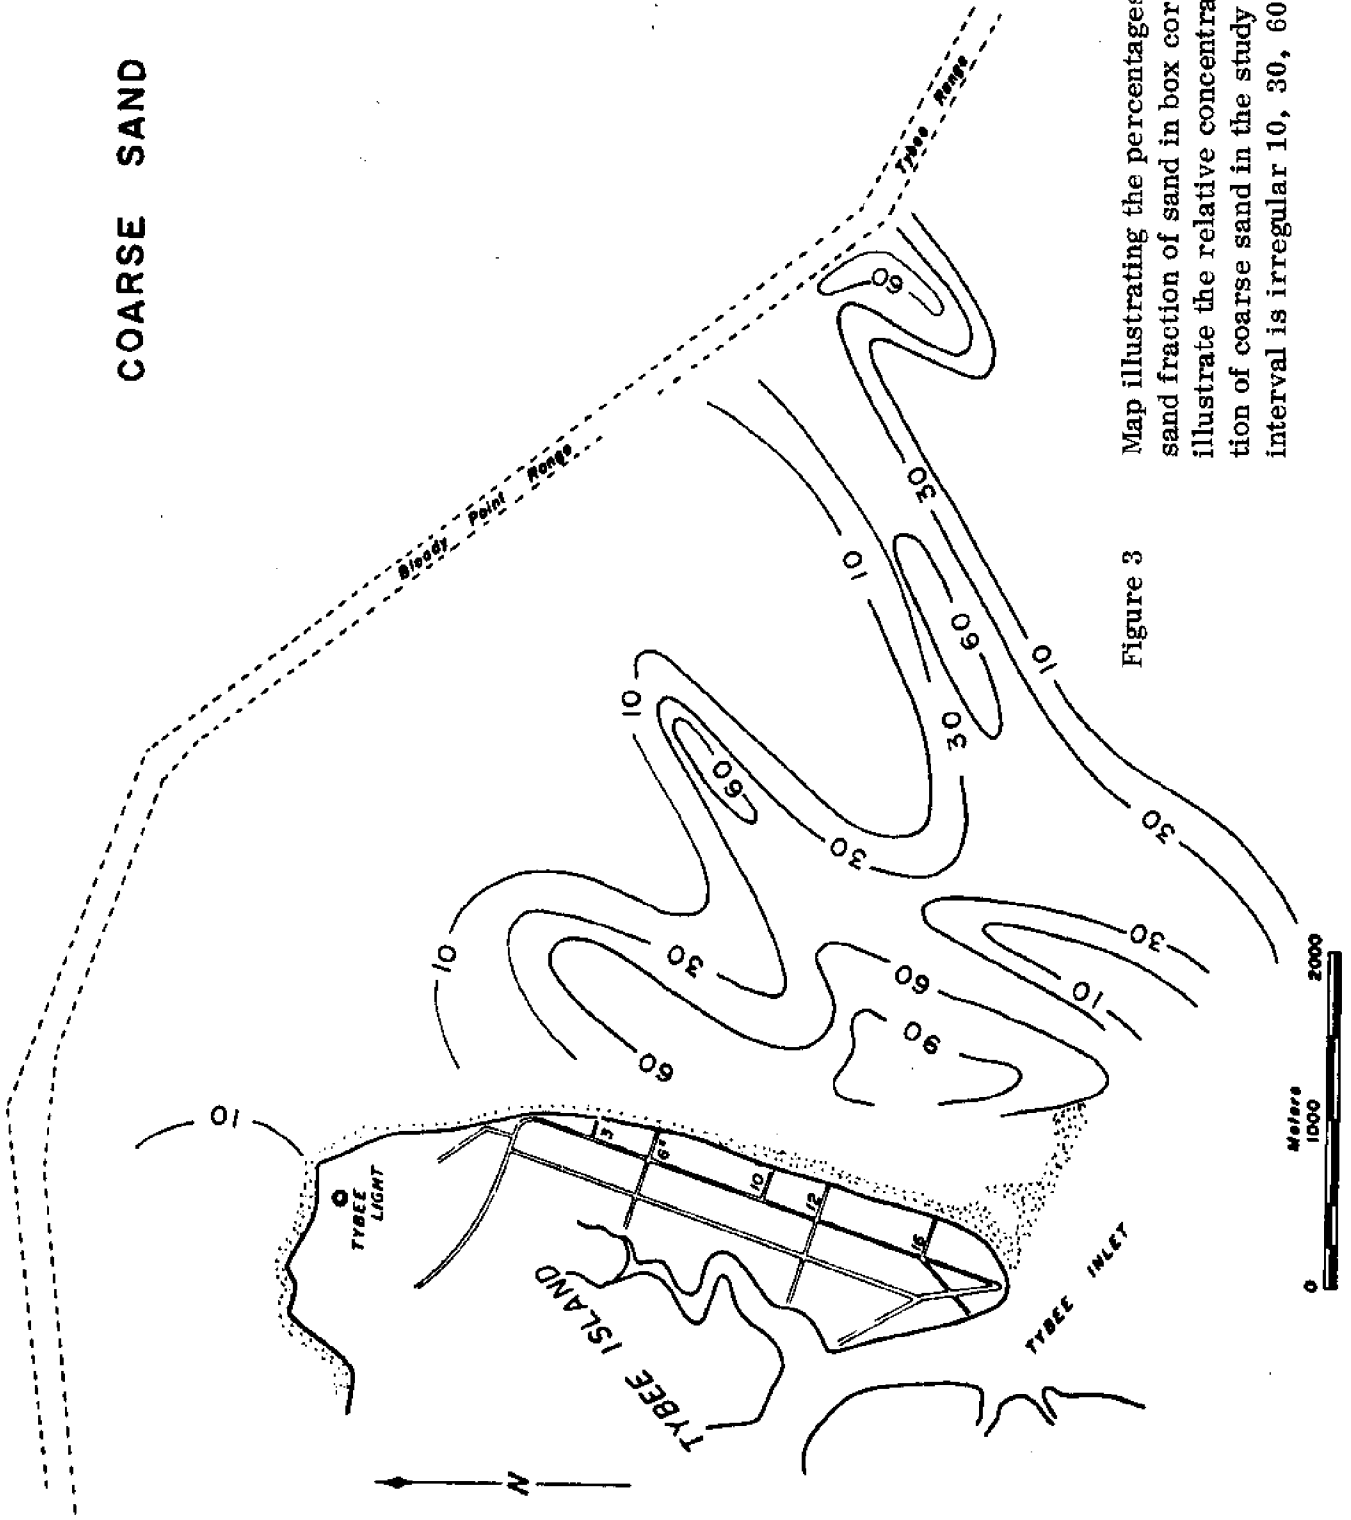 COARSE SAND
Tybee Range
Bloody Point Range
60
30
10
60
10
30
10
60
30
30
10
30
60
60
90
30
10
10
TYBEE LIGHT
3
6
10
12
16
TYBEE ISLAND
TYBEE INLET
N
Meters
0 1000 2000
Figure 3
Map illustrating the percentages
sand fraction of sand in box cor
illustrate the relative concentra
tion of coarse sand in the study
interval is irregular 10, 30, 60